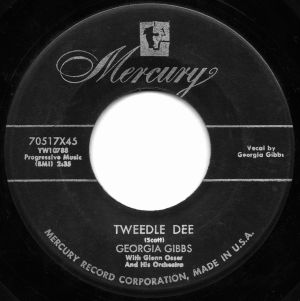 Mercury
70517X45
YW10788
Progressive Music
(BMI) 2:35
Vocal by
Georgia Gibbs
TWEEDLE DEE
(Scott)
GEORGIA GIBBS
With Glenn Osser
And His Orchestra
MERCURY RECORD CORPORATION, MADE IN U.S.A.